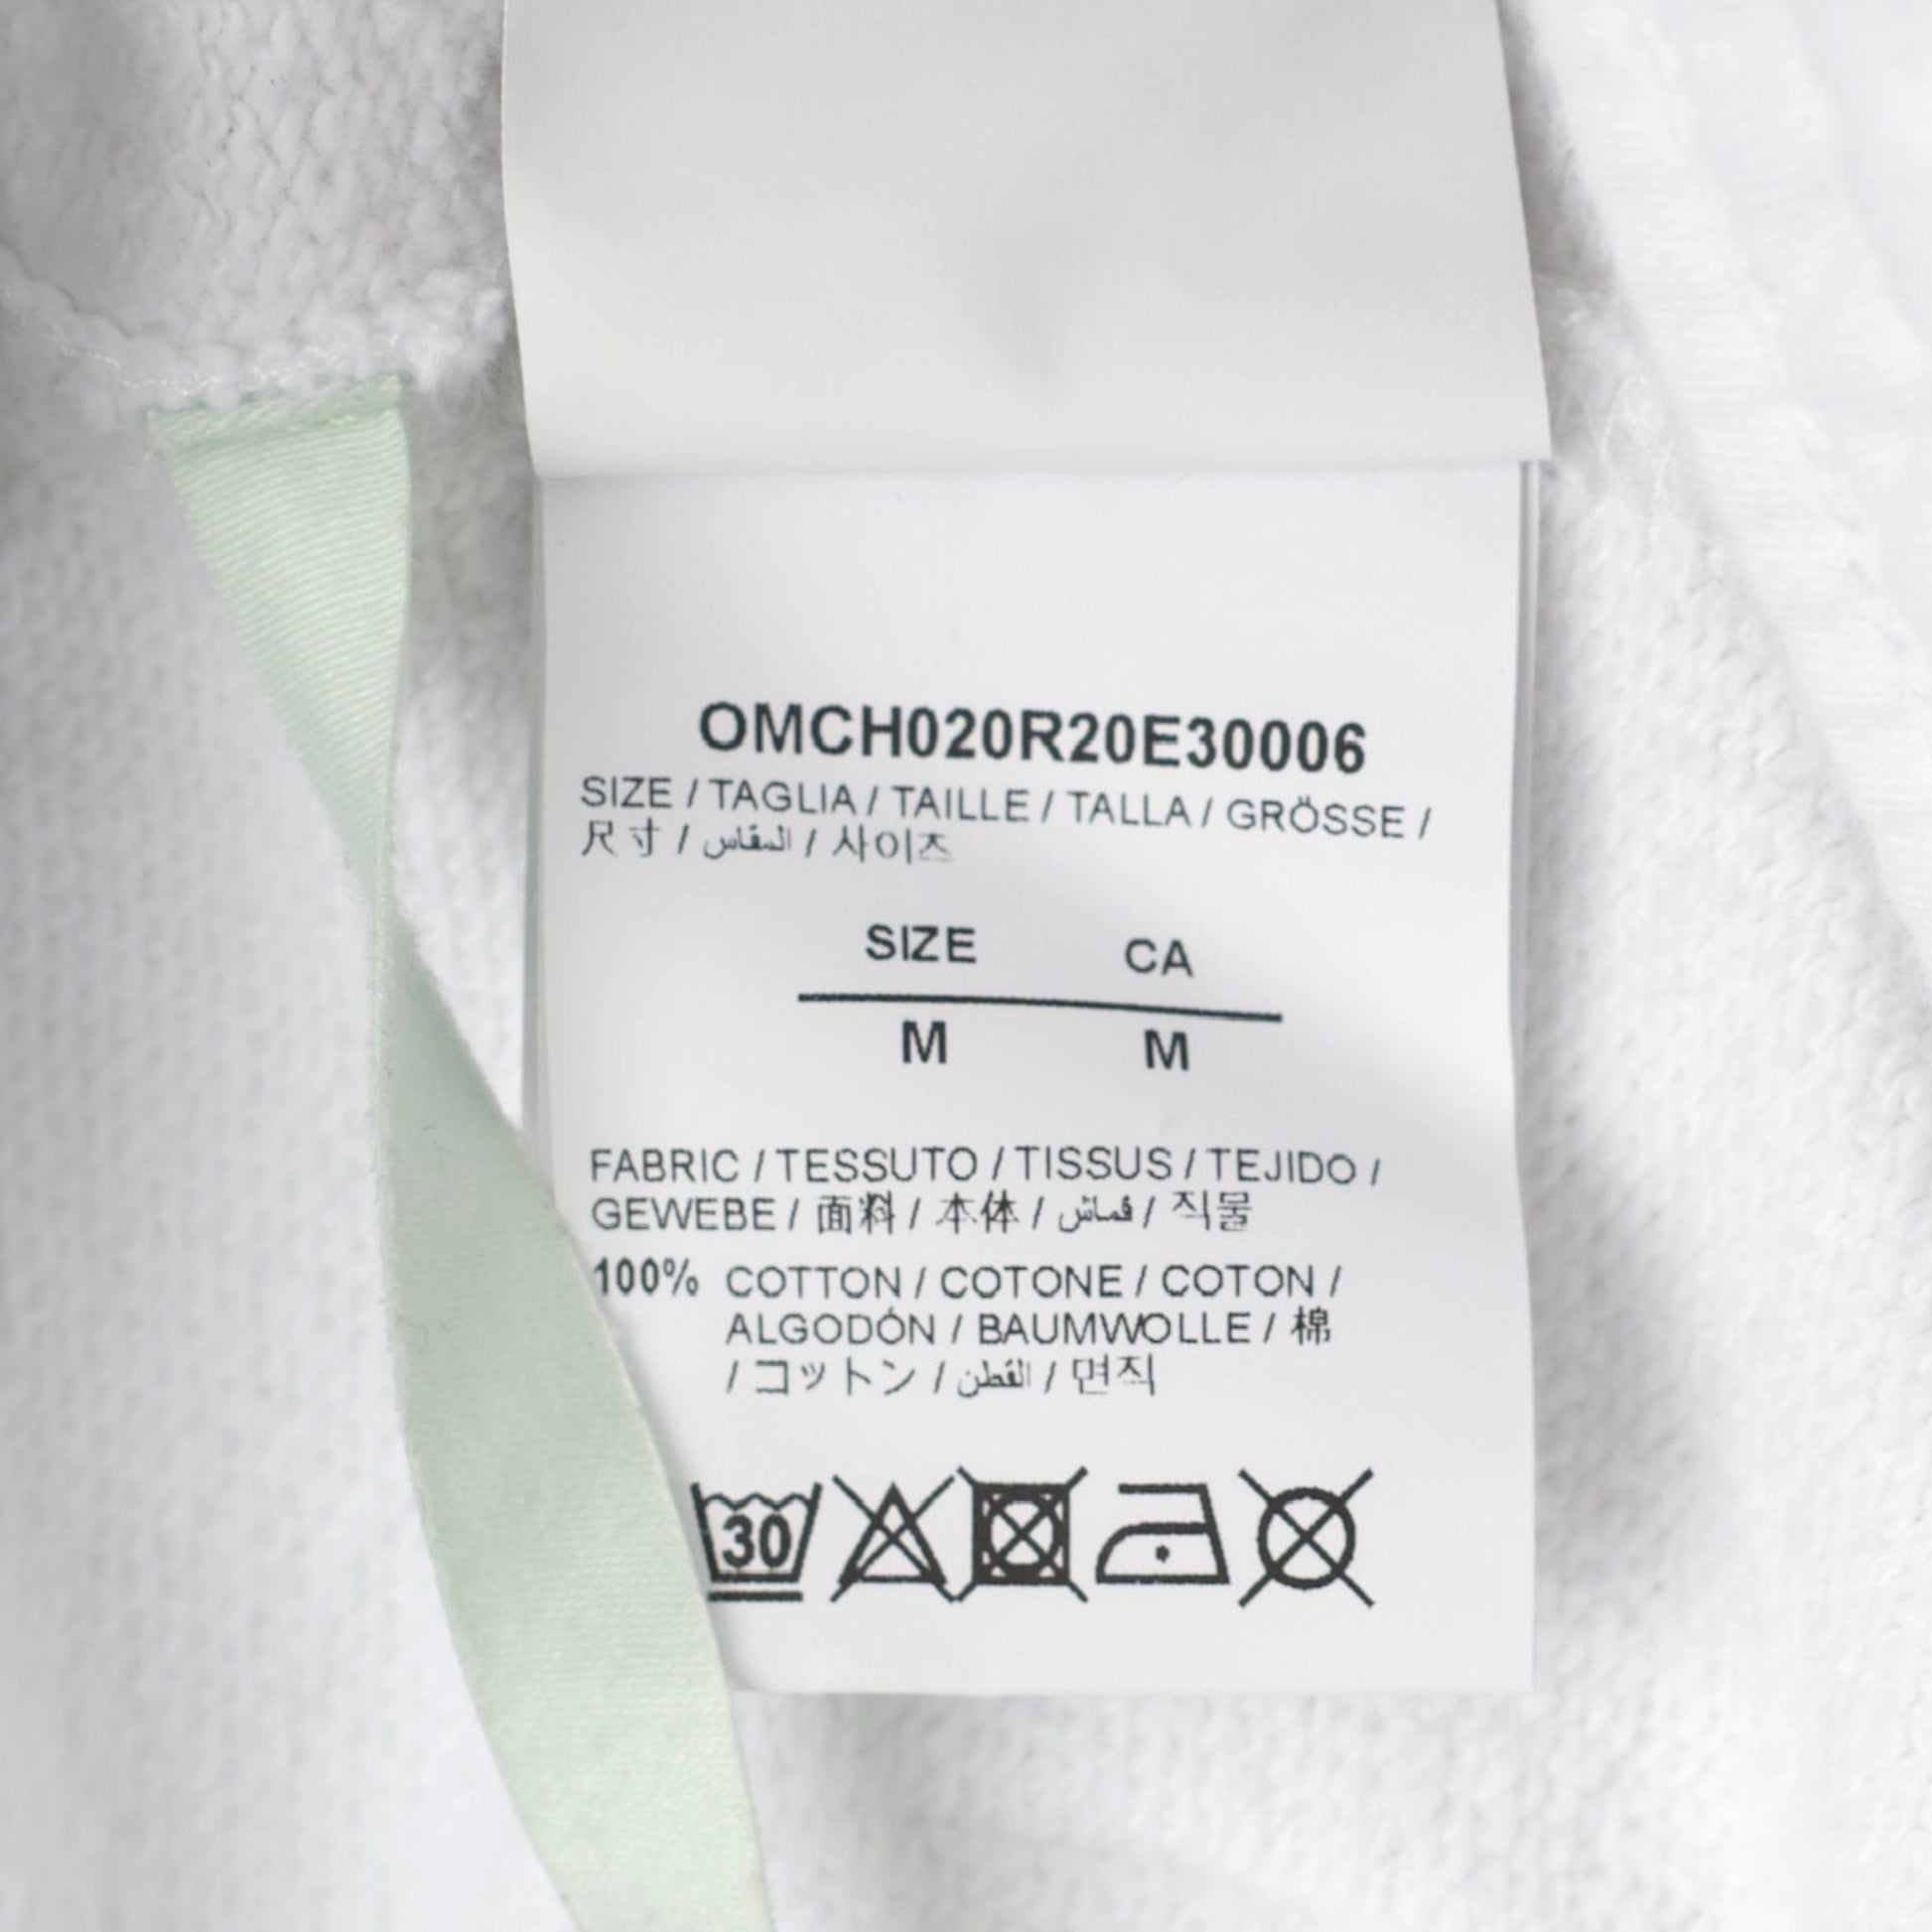 OMCH020R20E30006
SIZE / TAGLIA / TAILLE / TALLA / GRÖSSE /
尺寸 / المقاس / 사이즈
SIZE CA
M M
FABRIC / TESSUTO / TISSUS / TEJIDO /
GEWEBE / 面料 / 本体 / قماش / 직물
100% COTTON / COTONE / COTON /
ALGODÓN / BAUMWOLLE / 棉
/ コットン / القطن / 면직
30